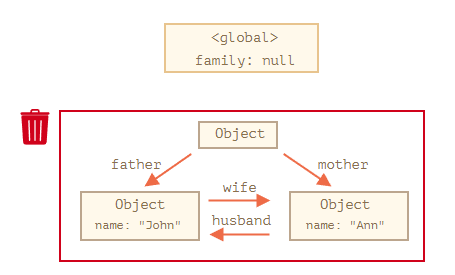 <global>
family: null
Object
father
mother
wife
Object
name: "John"
husband
Object
name: "Ann"